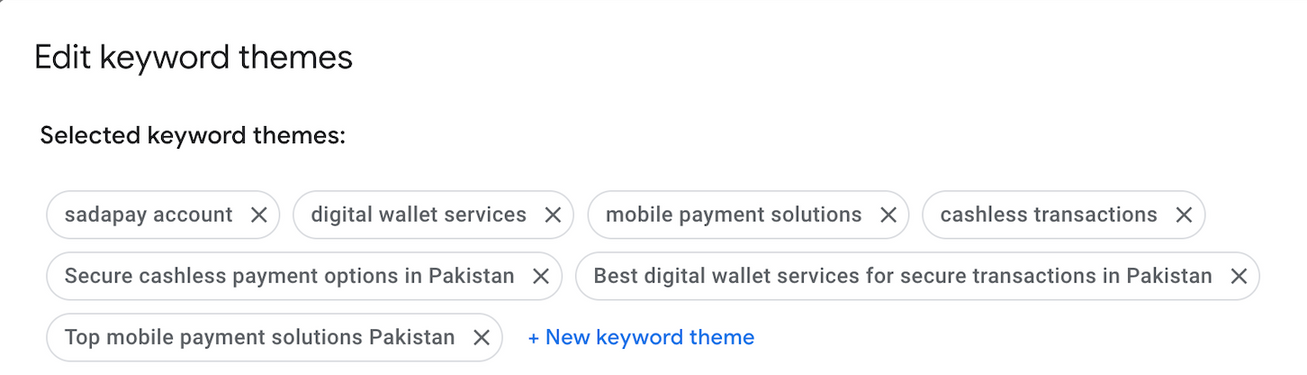 Edit keyword themes
Selected keyword themes:
sadapay account × digital wallet services × mobile payment solutions × cashless transactions ×
Secure cashless payment options in Pakistan × Best digital wallet services for secure transactions in Pakistan ×
Top mobile payment solutions Pakistan × + New keyword theme